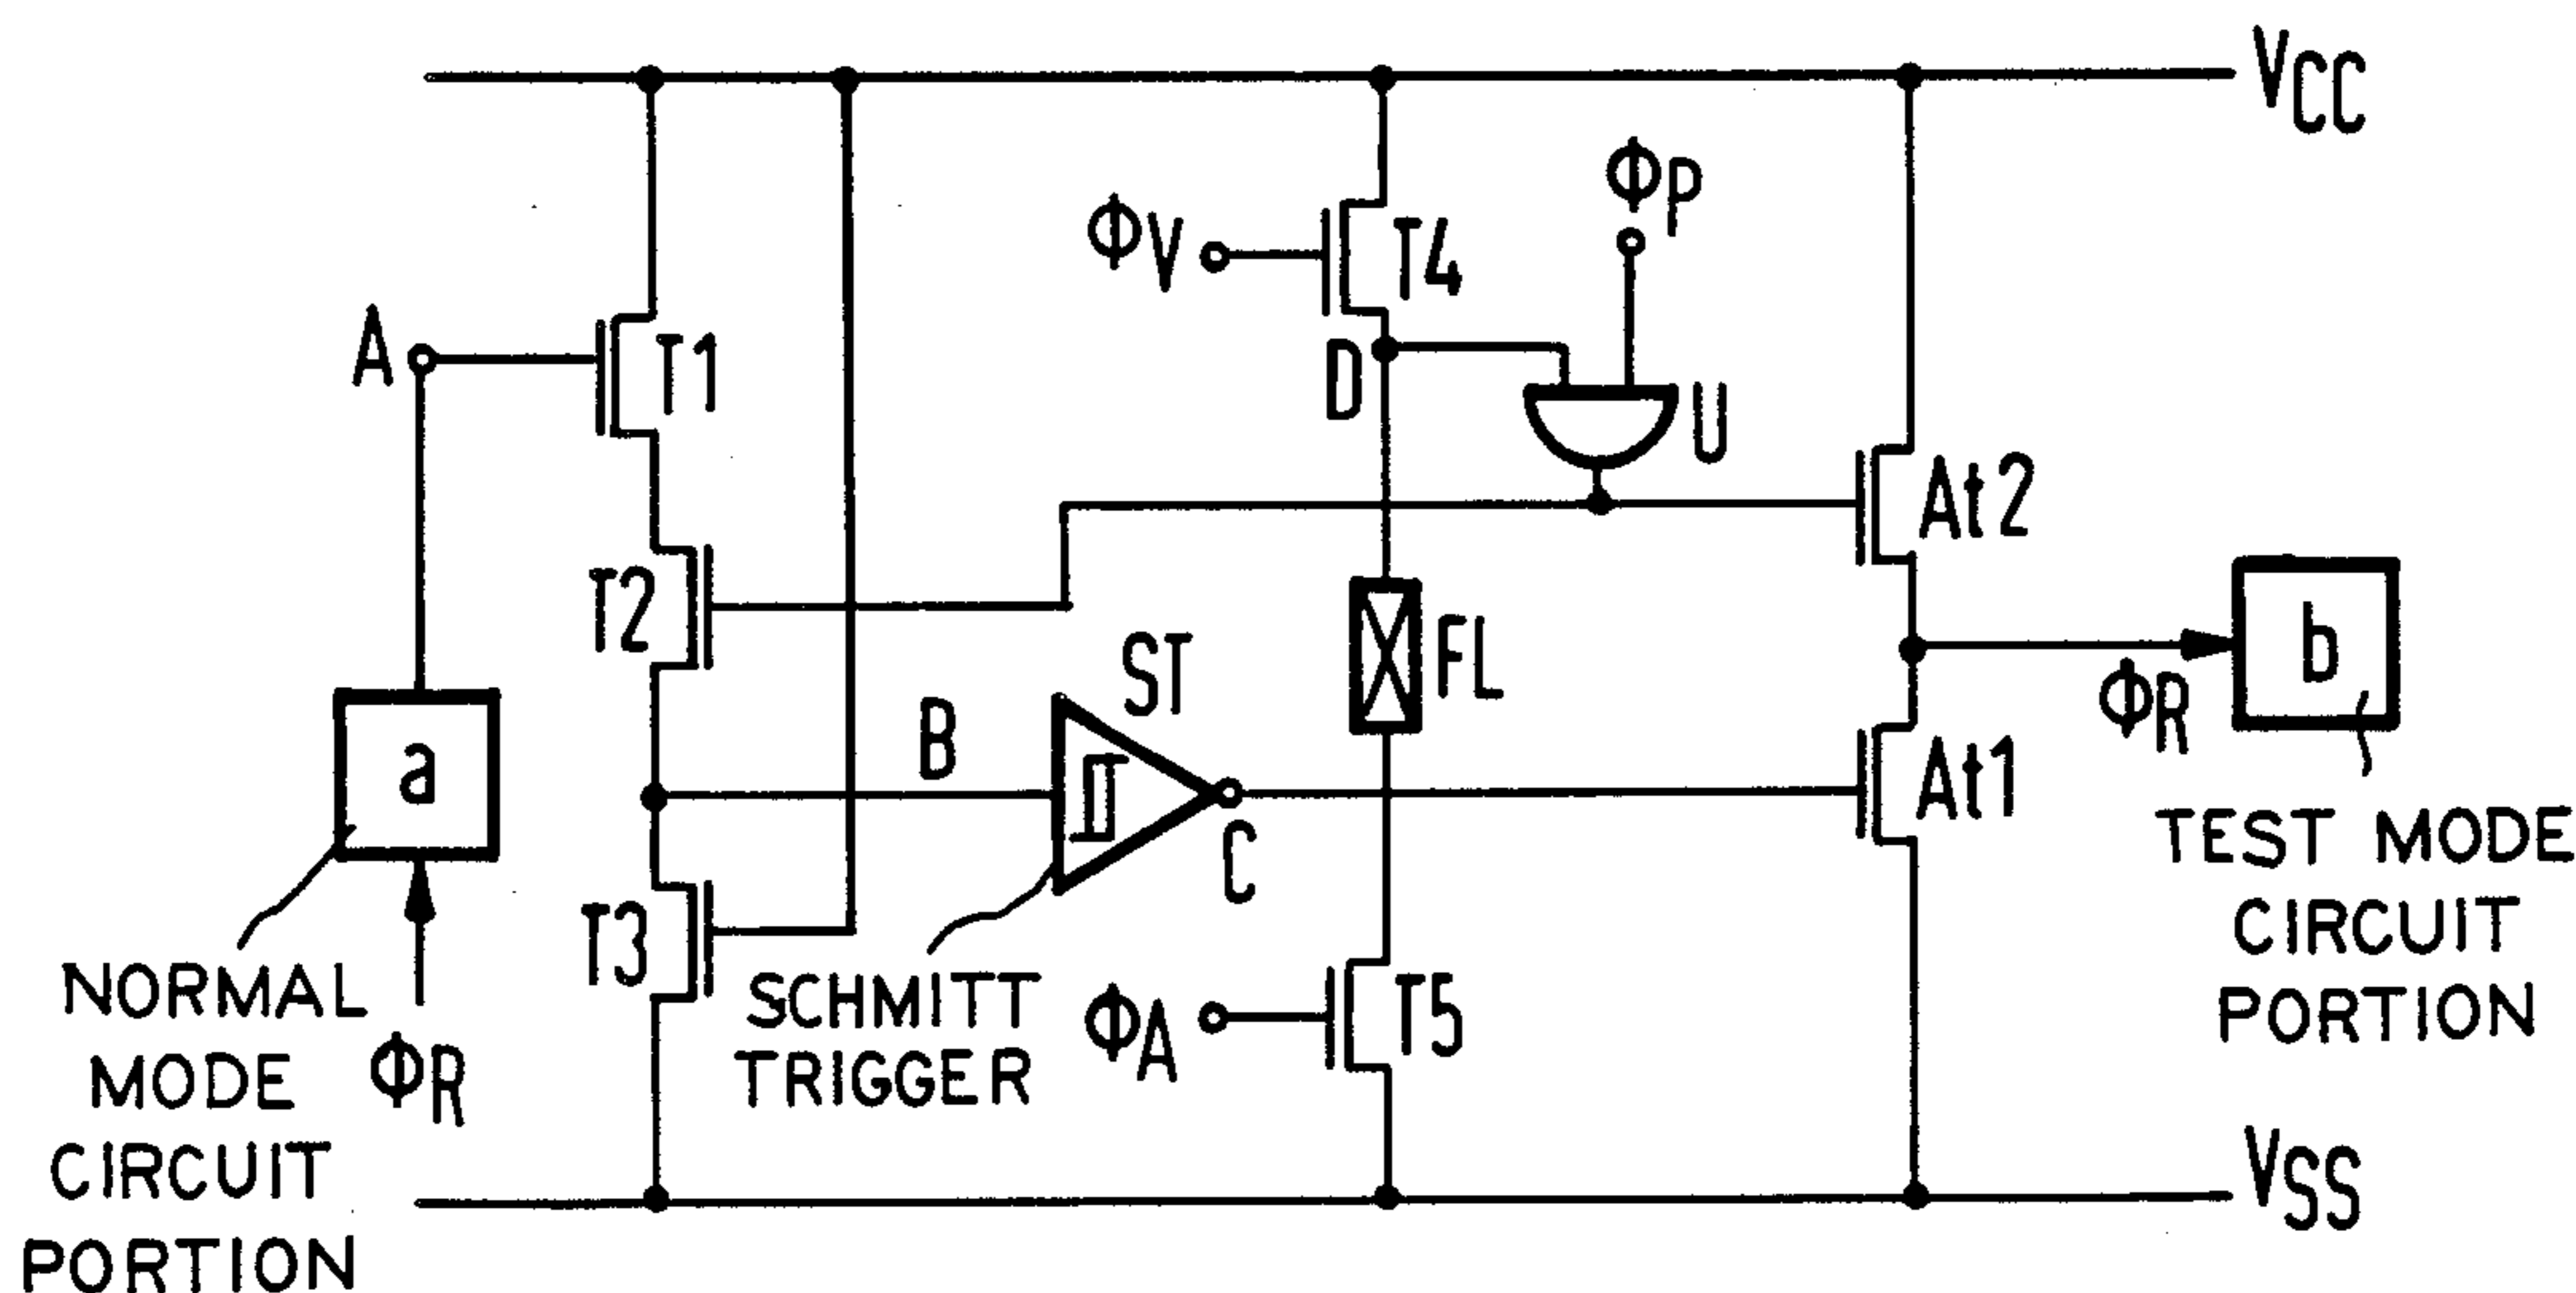 VCC
ΦP
ΦV
T4
A
T1
D
U
At2
T2
ST
FL
b
B
ΦR
a
At1
C
TEST MODE
CIRCUIT
PORTION
T3
SCHMITT
TRIGGER
ΦA
T5
NORMAL
MODE
CIRCUIT
PORTION
ΦR
VSS